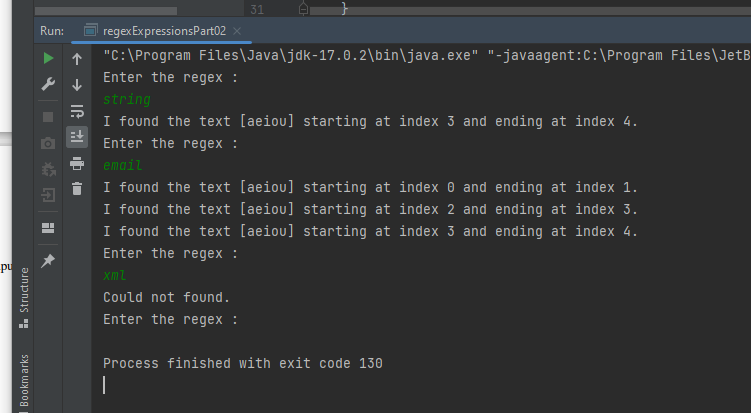 31
}
Run:
regexExpressionsPart02
"C:\Program Files\Java\jdk-17.0.2\bin\java.exe" "-javaagent:C:\Program Files\JetB
Enter the regex :
string
I found the text [aeiou] starting at index 3 and ending at index 4.
Enter the regex :
email
I found the text [aeiou] starting at index 0 and ending at index 1.
I found the text [aeiou] starting at index 2 and ending at index 3.
I found the text [aeiou] starting at index 3 and ending at index 4.
Enter the regex :
xml
Could not found.
Enter the regex :
Process finished with exit code 130
Structure
Bookmarks